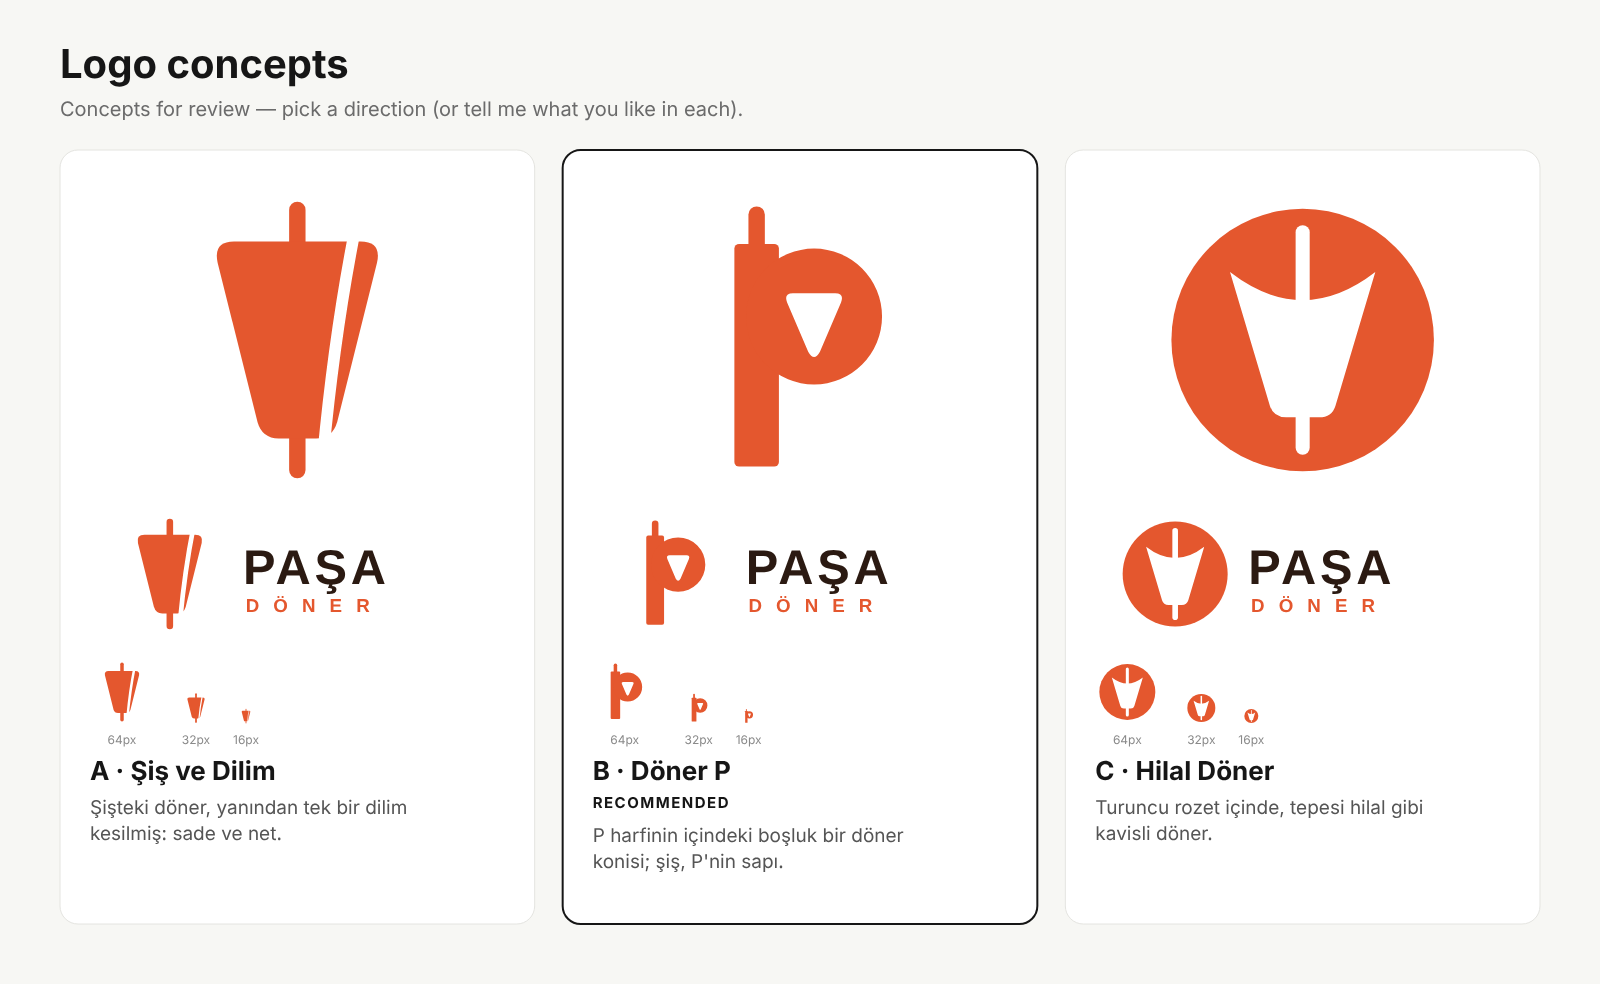 Logo concepts
Concepts for review — pick a direction (or tell me what you like in each).
PAŞA
DÖNER
64px 32px 16px
A · Şiş ve Dilim
Şişteki döner, yanından tek bir dilim
kesilmiş: sade ve net.
PAŞA
DÖNER
64px 32px 16px
B · Döner P
RECOMMENDED
P harfinin içindeki boşluk bir döner
konisi; şiş, P'nin sapı.
PAŞA
DÖNER
64px 32px 16px
C · Hilal Döner
Turuncu rozet içinde, tepesi hilal gibi
kavisli döner.